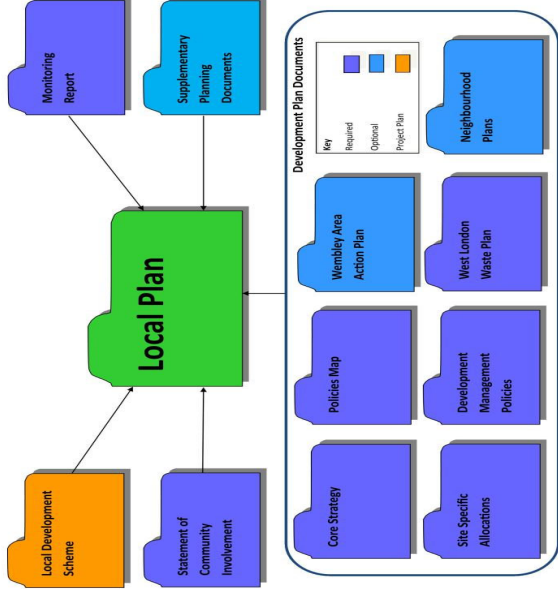 Local Development
Scheme
Monitoring
Report
Local Plan
Statement of
Community
Involvement
Supplementary
Planning
Documents
Development Plan Documents
Core Strategy
Policies Map
Wembley Area
Action Plan
Key
Required
Optional
Project Plan
Site Specific
Allocations
Development
Management
Policies
West London
Waste Plan
Neighbourhood
Plans